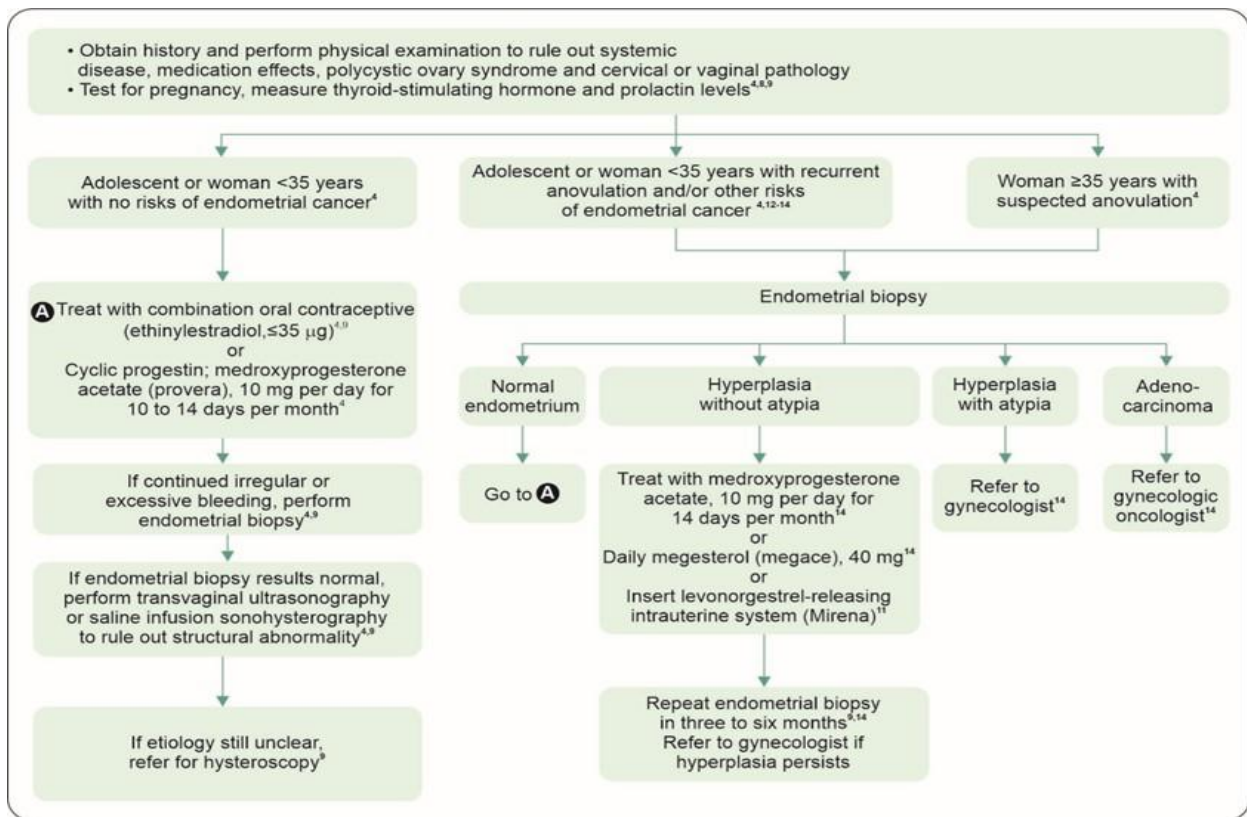 • Obtain history and perform physical examination to rule out systemic
disease, medication effects, polycystic ovary syndrome and cervical or vaginal pathology
• Test for pregnancy, measure thyroid-stimulating hormone and prolactin levels4,8,9
Adolescent or woman <35 years
with no risks of endometrial cancer4
Adolescent or woman <35 years with recurrent
anovulation and/or other risks
of endometrial cancer 4,12-14
Woman ≥35 years with
suspected anovulation4
A Treat with combination oral contraceptive
(ethinylestradiol,≤35 µg)4,9
or
Cyclic progestin; medroxyprogesterone
acetate (provera), 10 mg per day for
10 to 14 days per month4
If continued irregular or
excessive bleeding, perform
endometrial biopsy4,9
If endometrial biopsy results normal,
perform transvaginal ultrasonography
or saline infusion sonohysterography
to rule out structural abnormality4,9
If etiology still unclear,
refer for hysteroscopy9
Endometrial biopsy
Normal
endometrium
Go to A
Hyperplasia
without atypia
Treat with medroxyprogesterone
acetate, 10 mg per day for
14 days per month14
or
Daily megesterol (megace), 40 mg14
or
Insert levonorgestrel-releasing
intrauterine system (Mirena)11
Repeat endometrial biopsy
in three to six months9,14
Refer to gynecologist if
hyperplasia persists
Hyperplasia
with atypia
Refer to
gynecologist14
Adeno-
carcinoma
Refer to
gynecologic
oncologist14